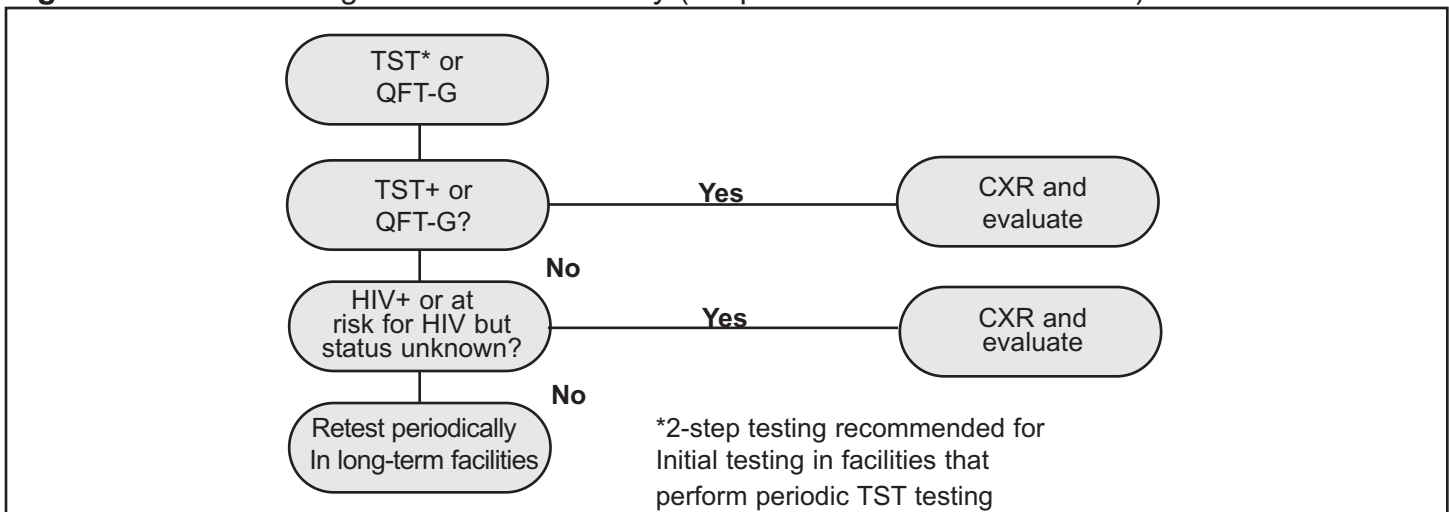 TST* or
QFT-G
TST+ or
QFT-G?
Yes
CXR and
evaluate
No
HIV+ or at
risk for HIV but
status unknown?
Yes
CXR and
evaluate
No
Retest periodically
In long-term facilities
*2-step testing recommended for
Initial testing in facilities that
perform periodic TST testing